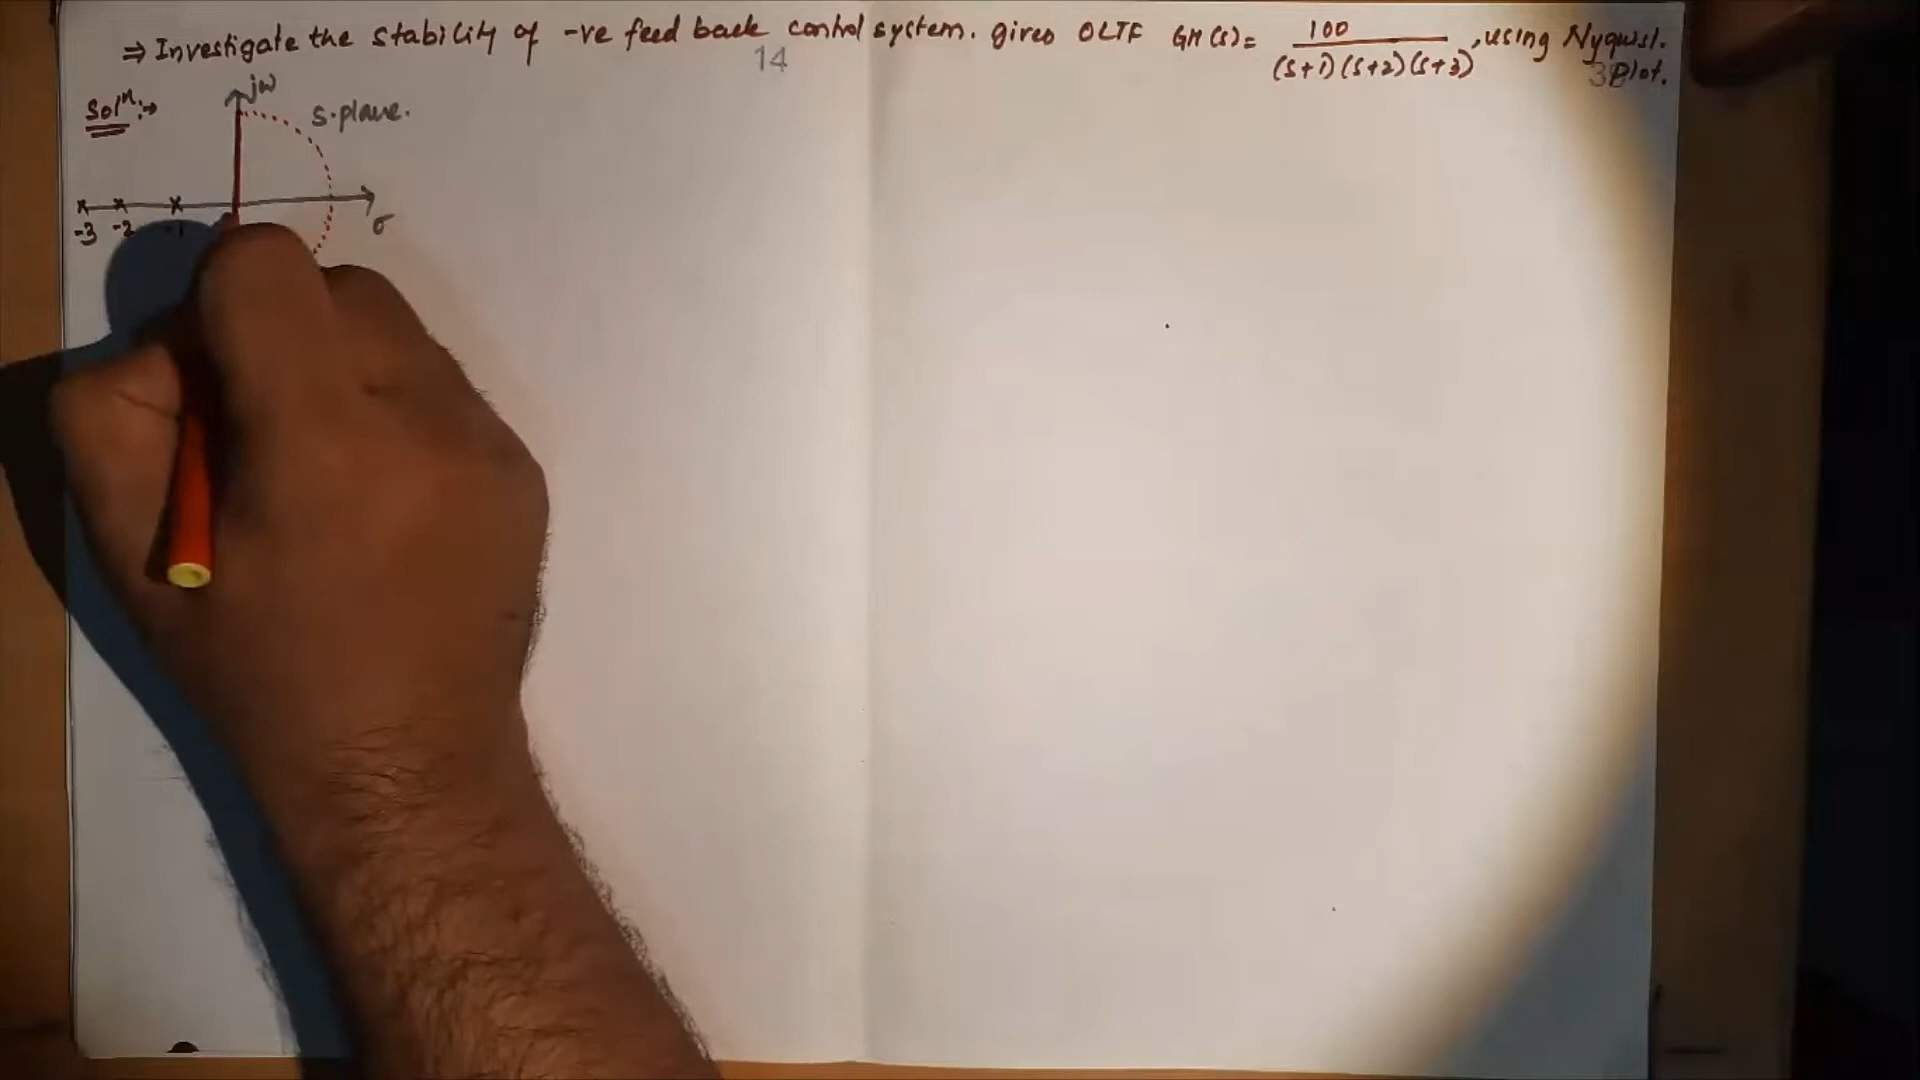 ⇒ Investigate the stability of -ve feed back control system. given OLTF GH(s)= 100 / (s+1)(s+2)(s+3), using Nyquist
Plot.
14
Solⁿ:→
jω
s-plane.
-3 -2 -1
σ